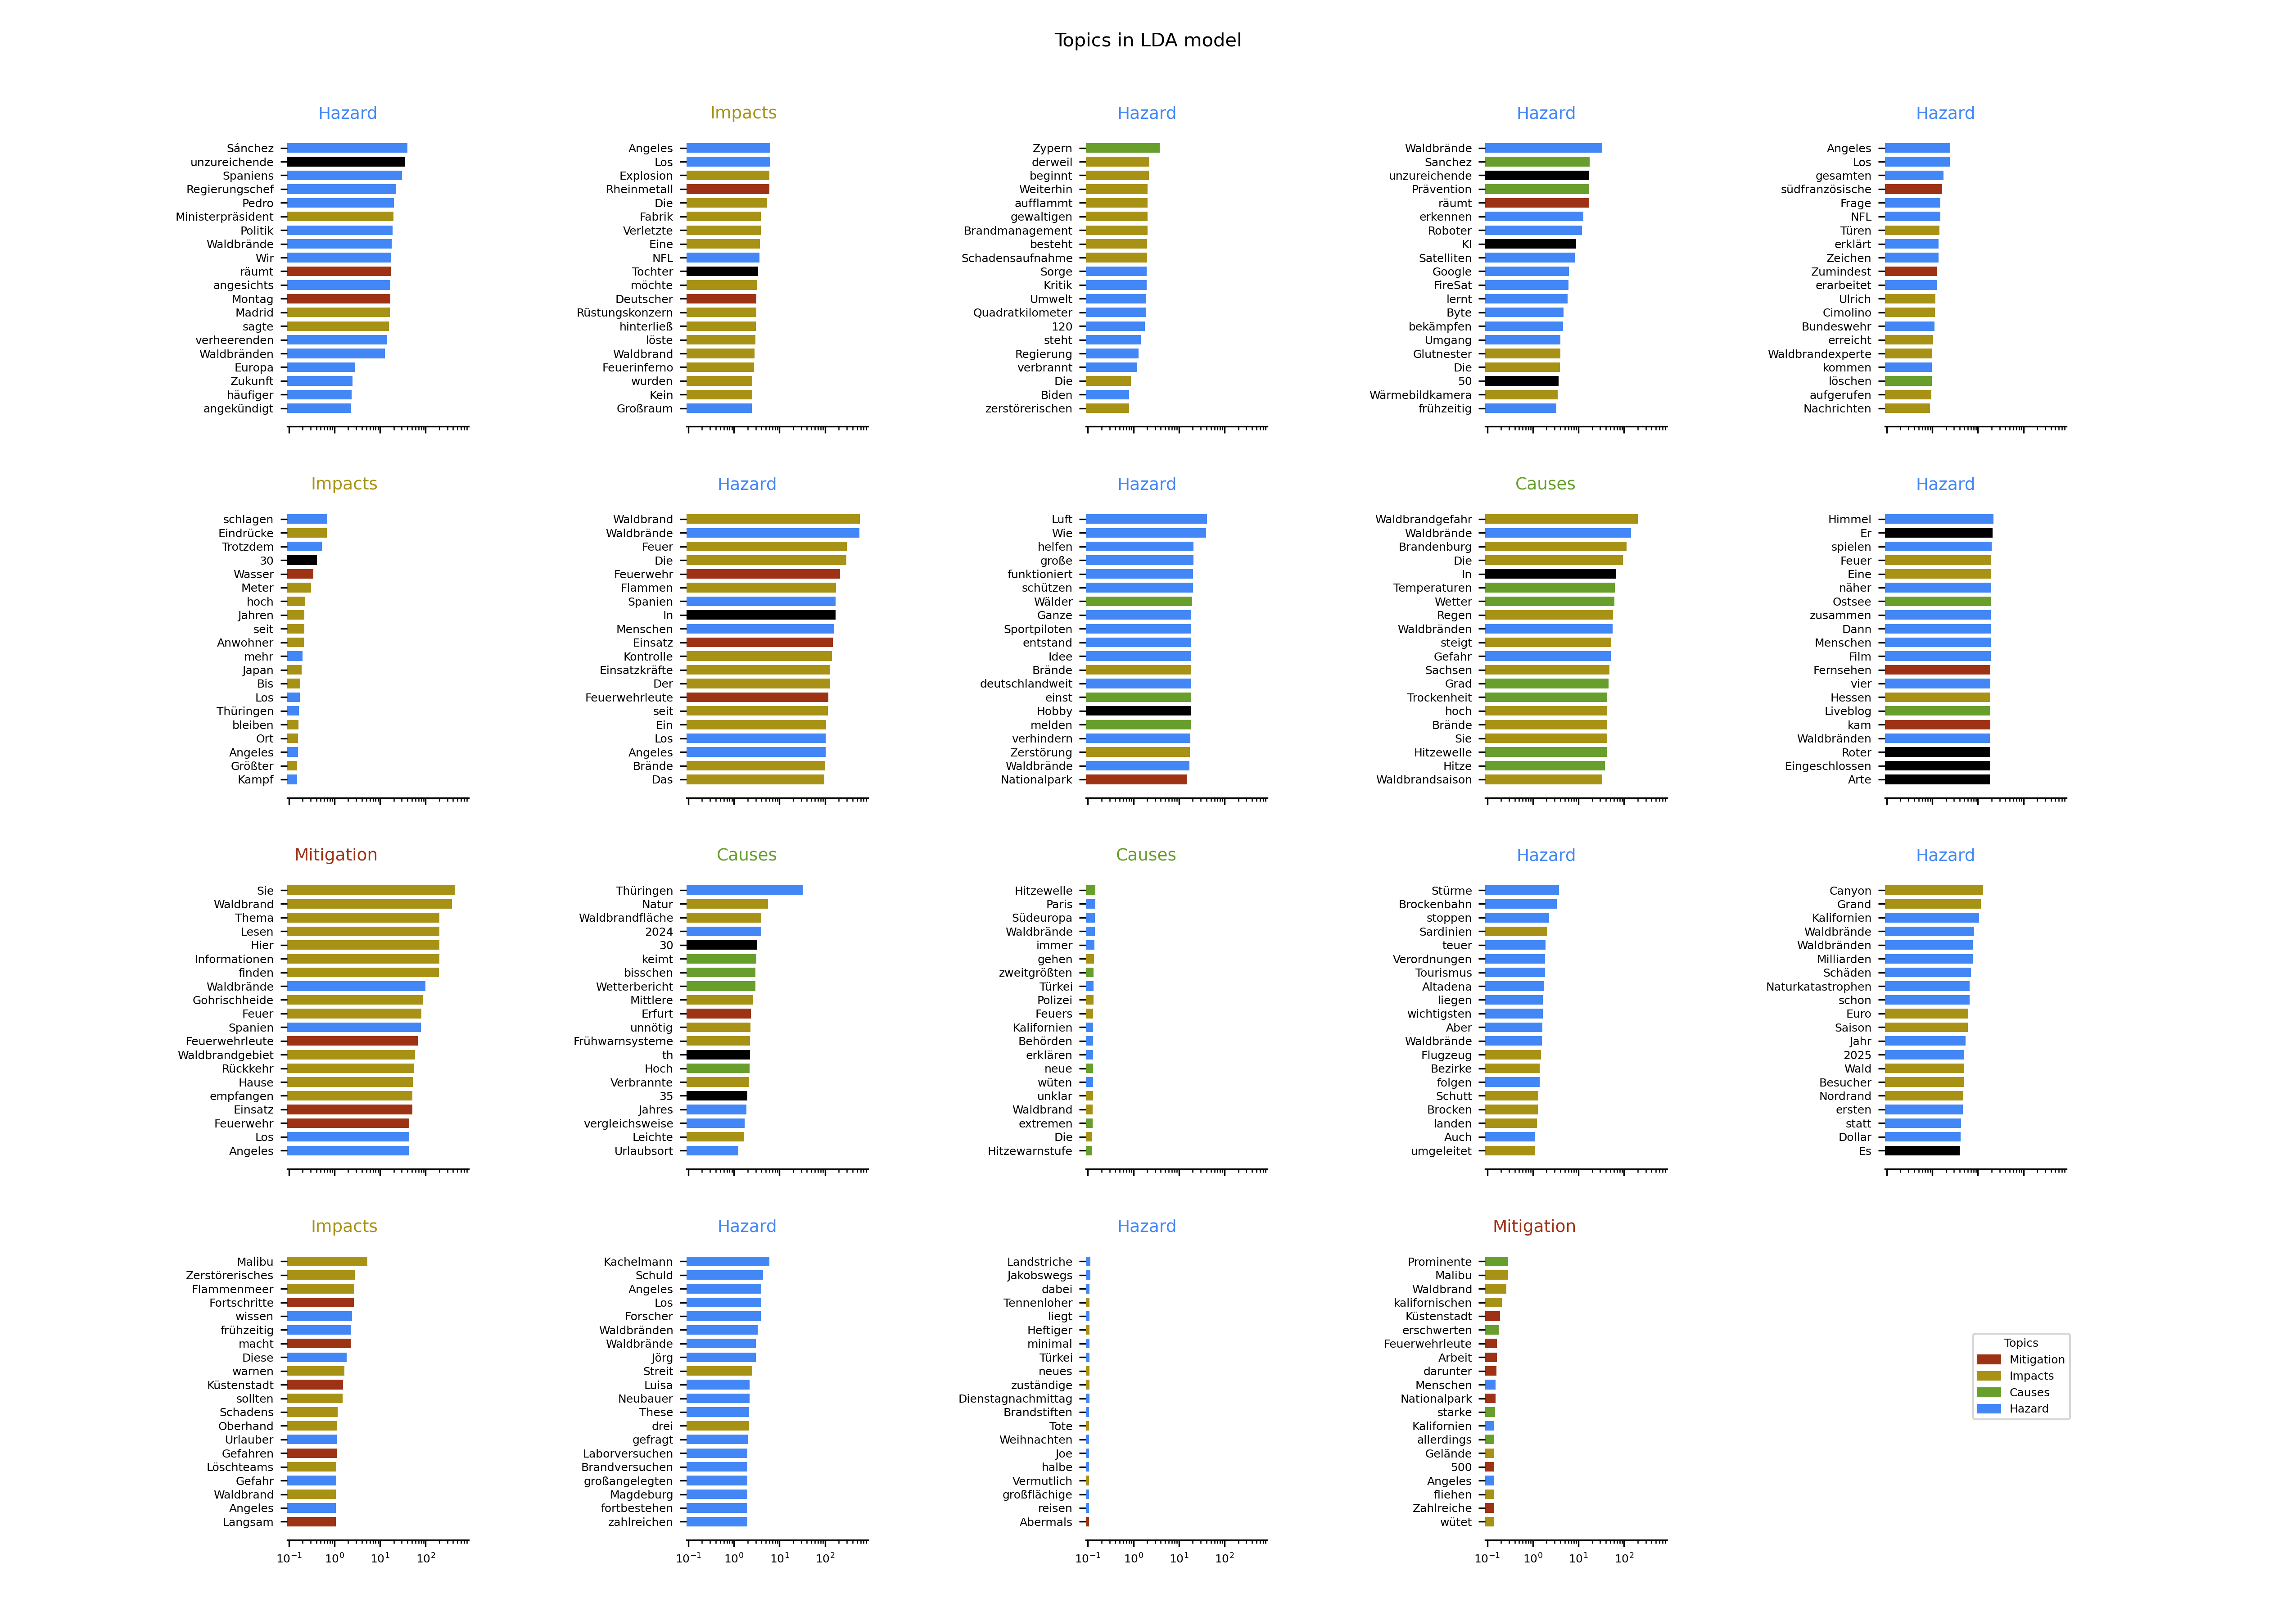 Topics in LDA model
Hazard
Sánchez
unzureichende
Spaniens
Regierungschef
Pedro
Ministerpräsident
Politik
Waldbrände
Wir
räumt
angesichts
Montag
Madrid
sagte
verheerenden
Waldbränden
Europa
Zukunft
häufiger
angekündigt
Impacts
Angeles
Los
Explosion
Rheinmetall
Die
Fabrik
Verletzte
Eine
NFL
Tochter
möchte
Deutscher
Rüstungskonzern
hinterließ
löste
Waldbrand
Feuerinferno
wurden
Kein
Großraum
Hazard
Zypern
derweil
beginnt
Weiterhin
aufflammt
gewaltigen
Brandmanagement
besteht
Schadensaufnahme
Sorge
Kritik
Umwelt
Quadratkilometer
120
steht
Regierung
verbrannt
Die
Biden
zerstörerischen
Hazard
Waldbrände
Sanchez
unzureichende
Prävention
räumt
erkennen
Roboter
KI
Satelliten
Google
FireSat
lernt
Byte
bekämpfen
Umgang
Glutnester
Die
50
Wärmebildkamera
frühzeitig
Hazard
Angeles
Los
gesamten
südfranzösische
Frage
NFL
Türen
erklärt
Zeichen
Zumindest
erarbeitet
Ulrich
Cimolino
Bundeswehr
erreicht
Waldbrandexperte
kommen
löschen
aufgerufen
Nachrichten
Impacts
schlagen
Eindrücke
Trotzdem
30
Wasser
Meter
hoch
Jahren
seit
Anwohner
mehr
Japan
Bis
Los
Thüringen
bleiben
Ort
Angeles
Größter
Kampf
Hazard
Waldbrand
Waldbrände
Feuer
Die
Feuerwehr
Flammen
Spanien
In
Menschen
Einsatz
Kontrolle
Einsatzkräfte
Der
Feuerwehrleute
seit
Ein
Los
Angeles
Brände
Das
Hazard
Luft
Wie
helfen
große
funktioniert
schützen
Wälder
Ganze
Sportpiloten
entstand
Idee
Brände
deutschlandweit
einst
Hobby
melden
verhindern
Zerstörung
Waldbrände
Nationalpark
Causes
Waldbrandgefahr
Waldbrände
Brandenburg
Die
In
Temperaturen
Wetter
Regen
Waldbränden
steigt
Gefahr
Sachsen
Grad
Trockenheit
hoch
Brände
Sie
Hitzewelle
Hitze
Waldbrandsaison
Hazard
Himmel
Er
spielen
Feuer
Eine
näher
Ostsee
zusammen
Dann
Menschen
Film
Fernsehen
vier
Hessen
Liveblog
kam
Waldbränden
Roter
Eingeschlossen
Arte
Mitigation
Sie
Waldbrand
Thema
Lesen
Hier
Informationen
finden
Waldbrände
Gohrischheide
Feuer
Spanien
Feuerwehrleute
Waldbrandgebiet
Rückkehr
Hause
empfangen
Einsatz
Feuerwehr
Los
Angeles
Causes
Thüringen
Natur
Waldbrandfläche
2024
30
keimt
bisschen
Wetterbericht
Mittlere
Erfurt
unnötig
Frühwarnsysteme
th
Hoch
Verbrannte
35
Jahres
vergleichsweise
Leichte
Urlaubsort
Causes
Hitzewelle
Paris
Südeuropa
Waldbrände
immer
gehen
zweitgrößten
Türkei
Polizei
Feuers
Kalifornien
Behörden
erklären
neue
wüten
unklar
Waldbrand
extremen
Die
Hitzewarnstufe
Hazard
Stürme
Brockenbahn
stoppen
Sardinien
teuer
Verordnungen
Tourismus
Altadena
liegen
wichtigsten
Aber
Waldbrände
Flugzeug
Bezirke
folgen
Schutt
Brocken
landen
Auch
umgeleitet
Hazard
Canyon
Grand
Kalifornien
Waldbrände
Waldbränden
Milliarden
Schäden
Naturkatastrophen
schon
Euro
Saison
Jahr
2025
Wald
Besucher
Nordrand
ersten
statt
Dollar
Es
Impacts
Malibu
Zerstörerisches
Flammenmeer
Fortschritte
wissen
frühzeitig
macht
Diese
warnen
Küstenstadt
sollten
Schadens
Oberhand
Urlauber
Gefahren
Löschteams
Gefahr
Waldbrand
Angeles
Langsam
10⁻¹ 10⁰ 10¹ 10²
Hazard
Kachelmann
Schuld
Angeles
Los
Forscher
Waldbränden
Waldbrände
Jörg
Streit
Luisa
Neubauer
These
drei
gefragt
Laborversuchen
Brandversuchen
großangelegten
Magdeburg
fortbestehen
zahlreichen
10⁻¹ 10⁰ 10¹ 10²
Hazard
Landstriche
Jakobswegs
dabei
Tennenloher
liegt
Heftiger
minimal
Türkei
neues
zuständige
Dienstagnachmittag
Brandstiften
Tote
Weihnachten
Joe
halbe
Vermutlich
großflächige
reisen
Abermals
10⁻¹ 10⁰ 10¹ 10²
Mitigation
Prominente
Malibu
Waldbrand
kalifornischen
Küstenstadt
erschwerten
Feuerwehrleute
Arbeit
darunter
Menschen
Nationalpark
starke
Kalifornien
allerdings
Gelände
500
Angeles
fliehen
Zahlreiche
wütet
10⁻¹ 10⁰ 10¹ 10²
Topics
Mitigation
Impacts
Causes
Hazard